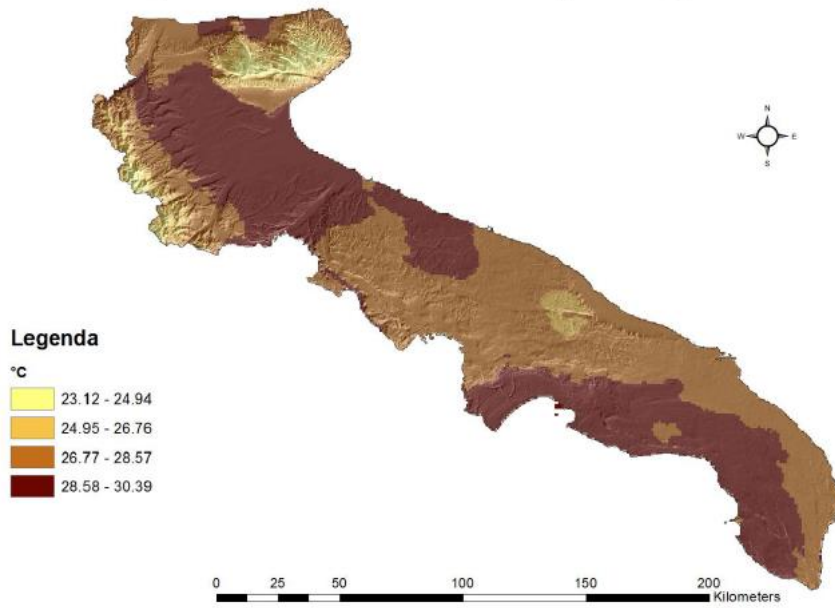 N
W E
S
Legenda
°C
23.12 - 24.94
24.95 - 26.76
26.77 - 28.57
28.58 - 30.39
0 25 50 100 150 200
Kilometers